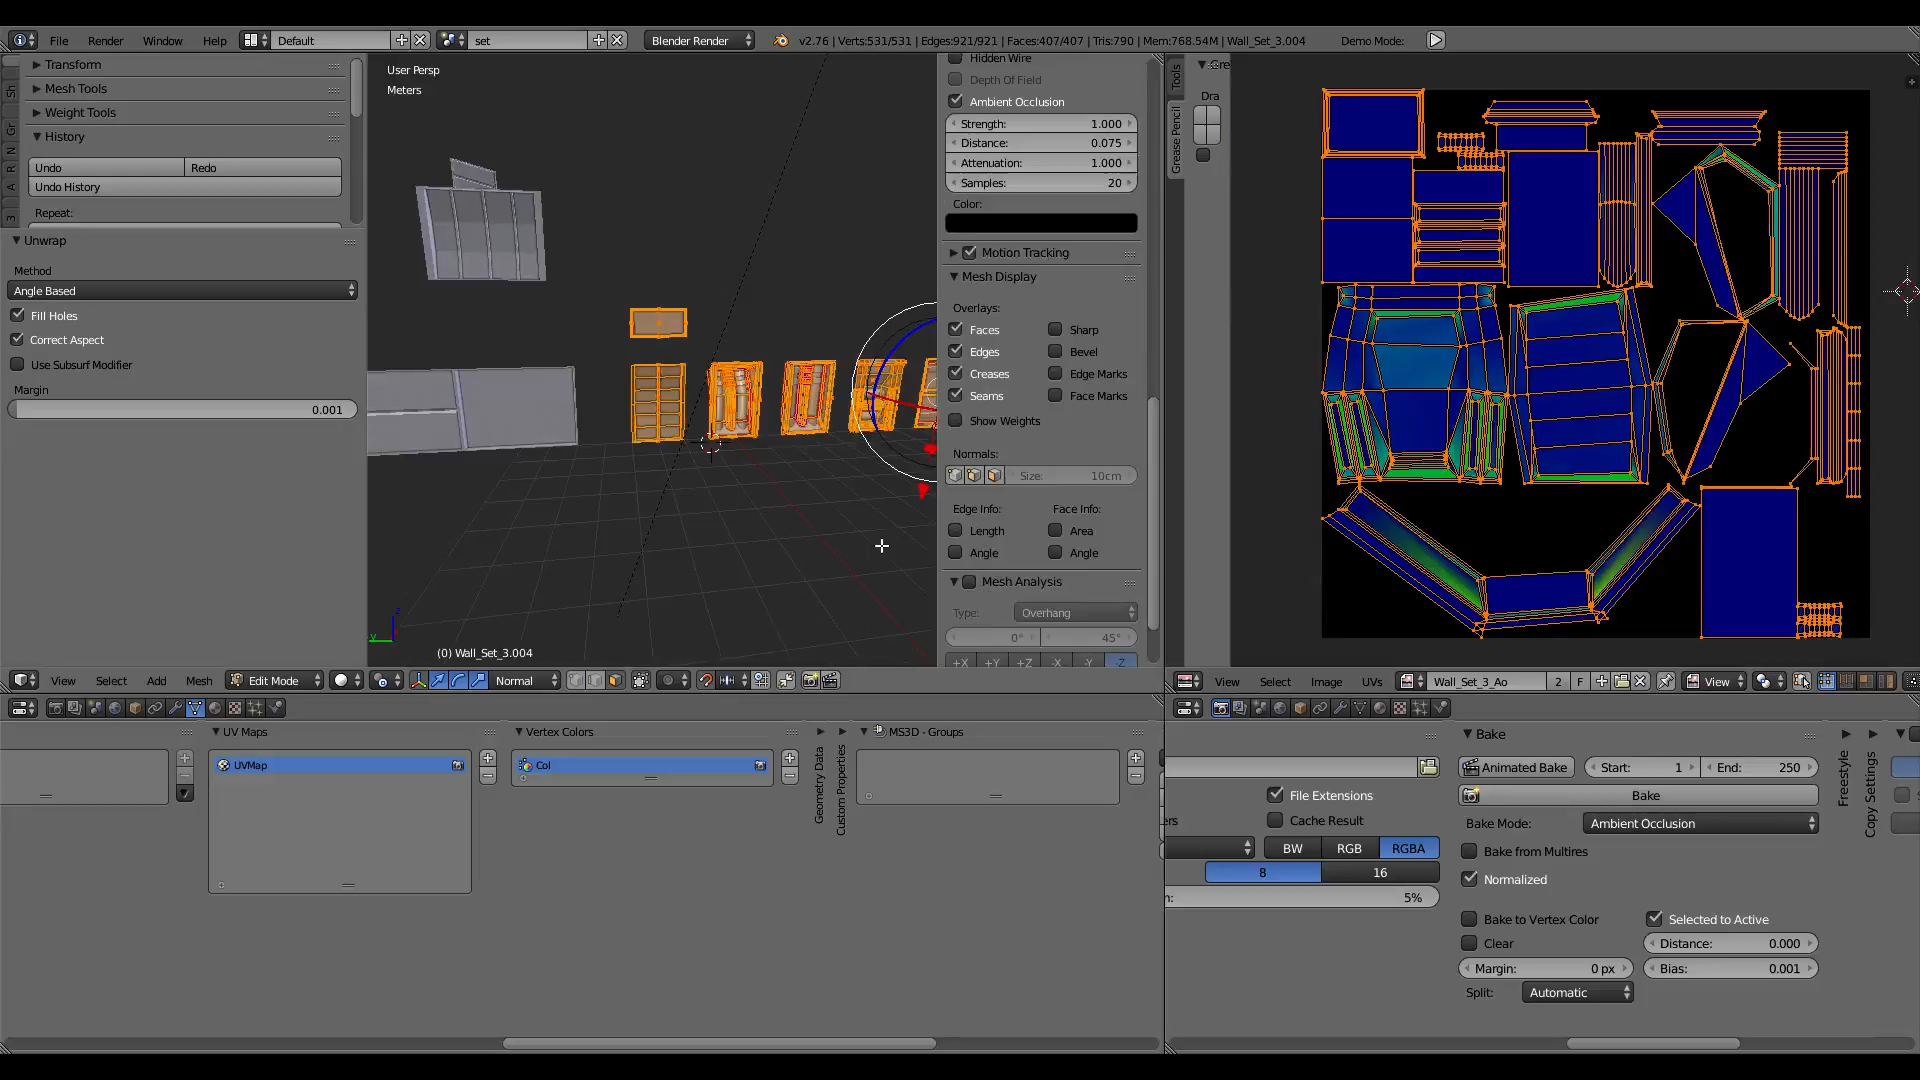 File Render Window Help Default set Blender Render v2.76 | Verts:531/531 | Edges:921/921 | Faces:407/407 | Tris:790 | Mem:768.54M | Wall_Set_3.004 Demo Mode:
Transform
Mesh Tools
Weight Tools
History
Undo Redo
Undo History
Repeat:
Unwrap
Method
Angle Based
Fill Holes
Correct Aspect
Use Subsurf Modifier
Margin
0.001
Sh
Gr
N
R
A
3
User Persp
Meters
(0) Wall_Set_3.004
z
y
Hidden Wire
Depth Of Field
Ambient Occlusion
Strength: 1.000
Distance: 0.075
Attenuation: 1.000
Samples: 20
Color:
Motion Tracking
Mesh Display
Overlays:
Faces Sharp
Edges Bevel
Creases Edge Marks
Seams Face Marks
Show Weights
Normals:
Size: 10cm
Edge Info: Face Info:
Length Area
Angle Angle
Mesh Analysis
Type: Overhang
0° 45°
+X +Y +Z -X -Y -Z
Tools
Grease Pencil
Gre
Dra
View Select Add Mesh Edit Mode Normal
View Select Image UVs Wall_Set_3_Ao 2 F View
UV Maps
UVMap
Vertex Colors
Col
Geometry Data
Custom Properties
MS3D - Groups
File Extensions
ers Cache Result
BW RGB RGBA
8 16
n: 5%
Bake
Animated Bake Start: 1 End: 250
Bake
Bake Mode: Ambient Occlusion
Bake from Multires
Normalized
Bake to Vertex Color Selected to Active
Clear Distance: 0.000
Margin: 0 px Bias: 0.001
Split: Automatic
Freestyle
Copy Settings